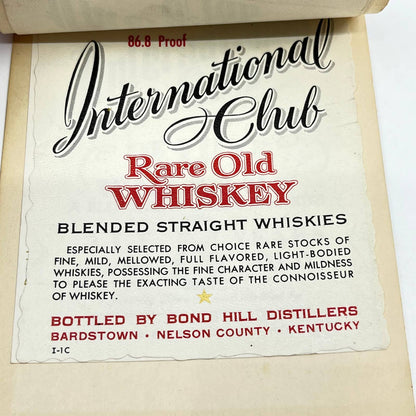 86.8 Proof
International
Club
Rare Old
WHISKEY
BLENDED STRAIGHT WHISKIES
ESPECIALLY SELECTED FROM CHOICE RARE STOCKS OF
FINE, MILD, MELLOWED, FULL FLAVORED, LIGHT-BODIED
WHISKIES, POSSESSING THE FINE CHARACTER AND MILDNESS
TO PLEASE THE EXACTING TASTE OF THE CONNOISSEUR
OF WHISKEY.
BOTTLED BY BOND HILL DISTILLERS
BARDSTOWN • NELSON COUNTY • KENTUCKY
I-1C